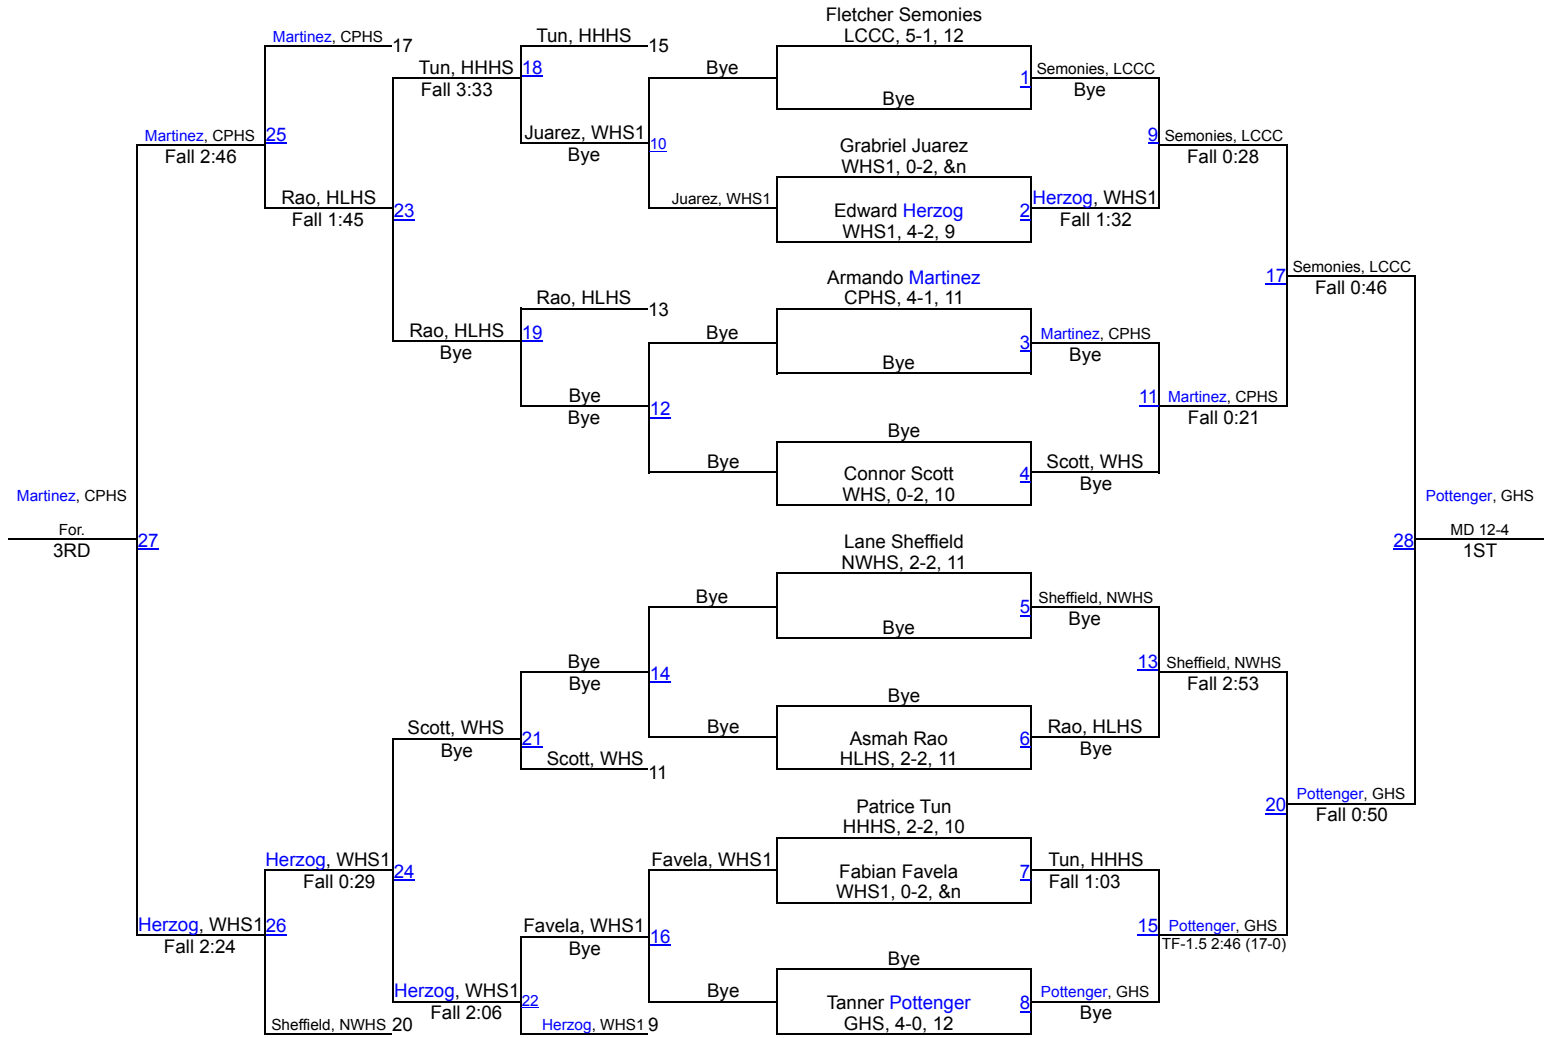 Fletcher Semonies
Martinez, CPHS 17
Tun, HHHS 15
LCCC, 5-1, 12
Tun, HHHS 18
Bye
1 Semonies, LCCC
Fall 3:33
Bye
Bye
Martinez, CPHS 25
Juarez, WHS1 10
Grabriel Juarez
9 Semonies, LCCC
Fall 2:46
Bye
WHS1, 0-2, &n
Fall 0:28
Rao, HLHS 23
Juarez, WHS1
Edward Herzog
2 Herzog, WHS1
Fall 1:45
WHS1, 4-2, 9
Fall 1:32
Armando Martinez
17 Semonies, LCCC
Rao, HLHS 13
CPHS, 4-1, 11
Fall 0:46
Rao, HLHS 19
Bye
3 Martinez, CPHS
Bye
Bye
Bye
Bye 12
11 Martinez, CPHS
Bye
Fall 0:21
Bye
Bye
Connor Scott
4 Scott, WHS
WHS, 0-2, 10
Bye
Martinez, CPHS
Pottenger, GHS
For. 27
28 MD 12-4
3RD
1ST
Lane Sheffield
NWHS, 2-2, 11
Bye
5 Sheffield, NWHS
Bye
Bye
Bye 14
13 Sheffield, NWHS
Bye
Fall 2:53
Bye
Scott, WHS 21
Bye
Asmah Rao
6 Rao, HLHS
Bye
HLHS, 2-2, 11
Bye
Scott, WHS 11
Patrice Tun
20 Pottenger, GHS
HHHS, 2-2, 10
Fall 0:50
Herzog, WHS1 24
Favela, WHS1
Fabian Favela
7 Tun, HHHS
Fall 0:29
WHS1, 0-2, &n
Fall 1:03
Herzog, WHS1 26
Favela, WHS1 16
15 Pottenger, GHS
Fall 2:24
Bye
TF-1.5 2:46 (17-0)
Bye
Herzog, WHS1 22
Bye
Tanner Pottenger
8 Pottenger, GHS
Fall 2:06
GHS, 4-0, 12
Bye
Sheffield, NWHS 20
Herzog, WHS1 9